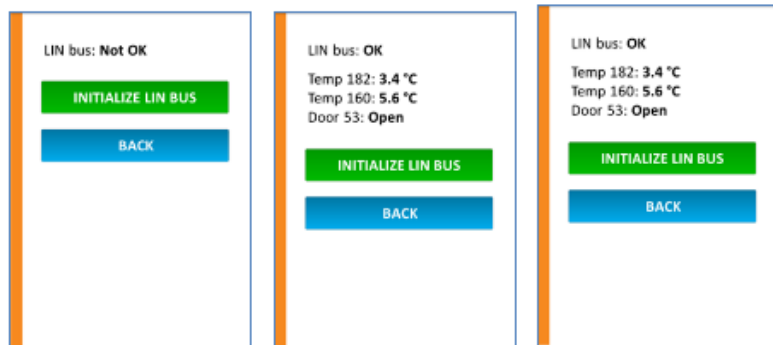 LIN bus: Not OK
INITIALIZE LIN BUS
BACK
LIN bus: OK
Temp 182: 3.4 °C
Temp 160: 5.6 °C
Door 53: Open
INITIALIZE LIN BUS
BACK
LIN bus: OK
Temp 182: 3.4 °C
Temp 160: 5.6 °C
Door 53: Open
INITIALIZE LIN BUS
BACK